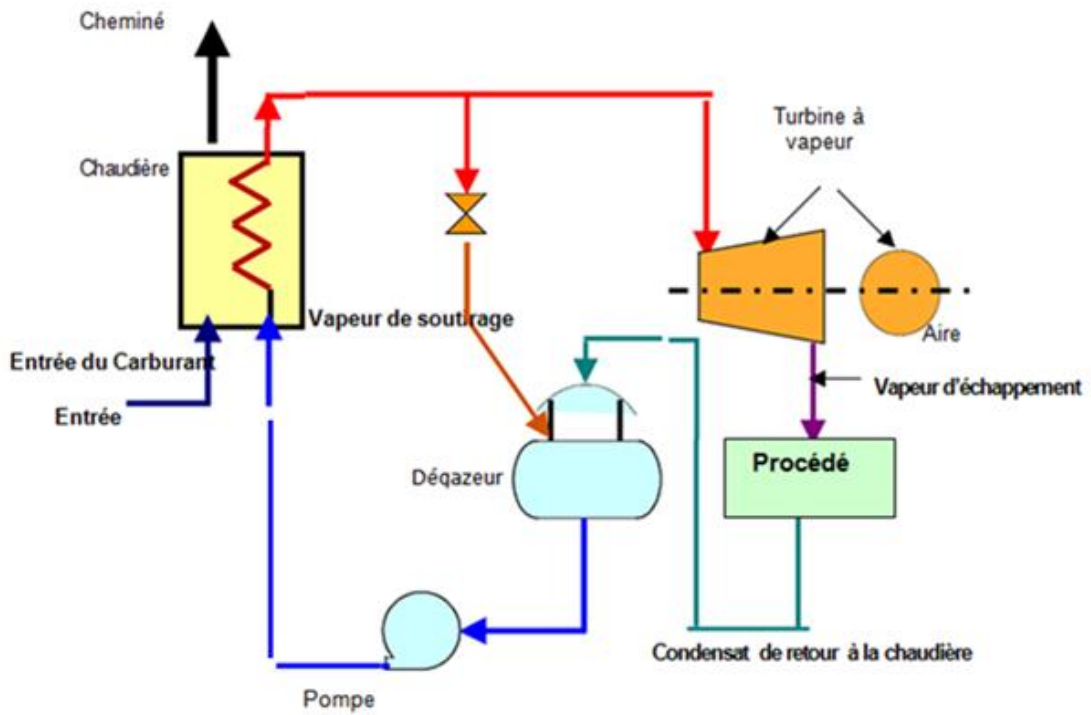 Cheminé
Turbine à
vapeur
Chaudière
Vapeur de soutirage
Aire
Entrée du Carburant
Vapeur d'échappement
Entrée
Procédé
Dégazeur
Condensat de retour à la chaudière
Pompe